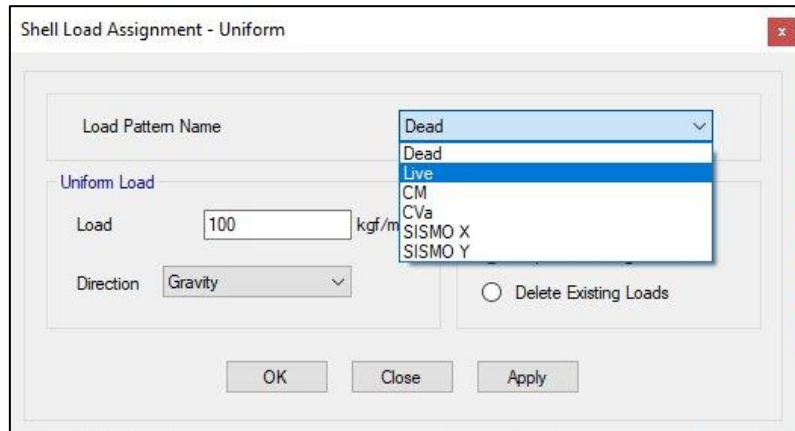 Shell Load Assignment - Uniform
x
Load Pattern Name
Dead
Dead
Live
CM
CVa
SISMO X
SISMO Y
Uniform Load
Load
100
kgf/m
Direction
Gravity
Delete Existing Loads
OK
Close
Apply